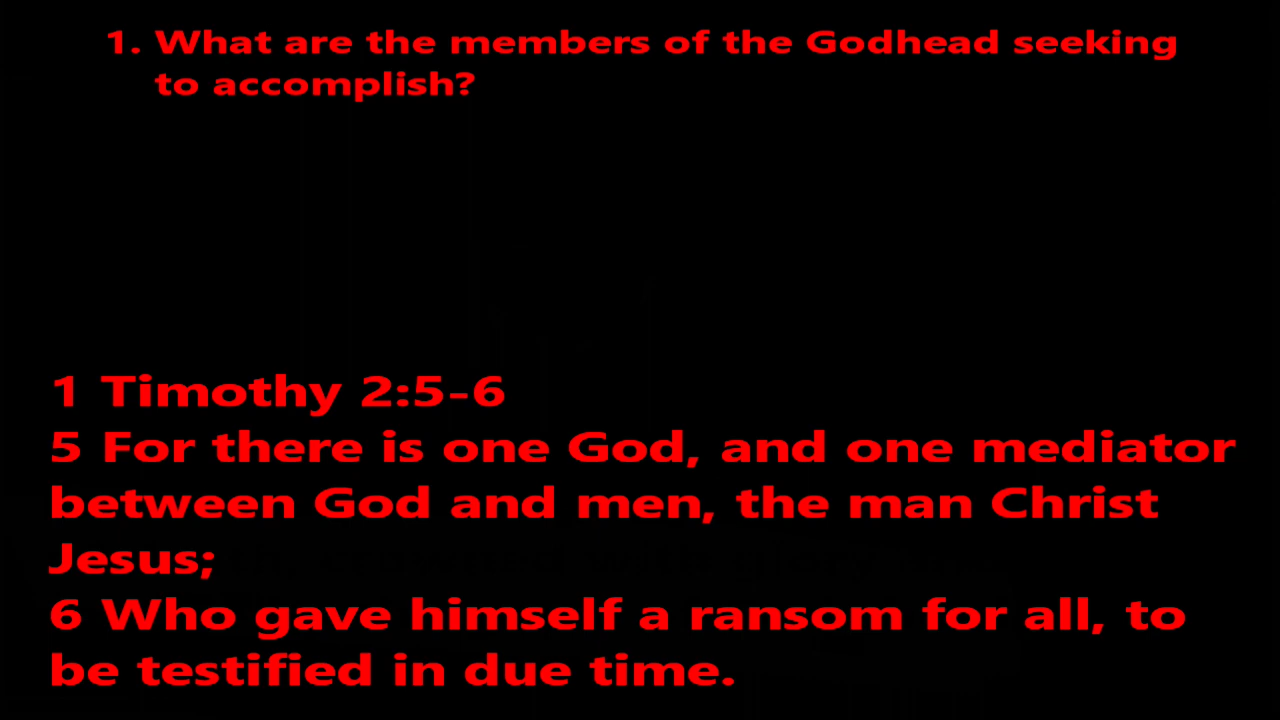 1. What are the members of the Godhead seeking
to accomplish?
1 Timothy 2:5-6
5 For there is one God, and one mediator
between God and men, the man Christ
Jesus;
6 Who gave himself a ransom for all, to
be testified in due time.